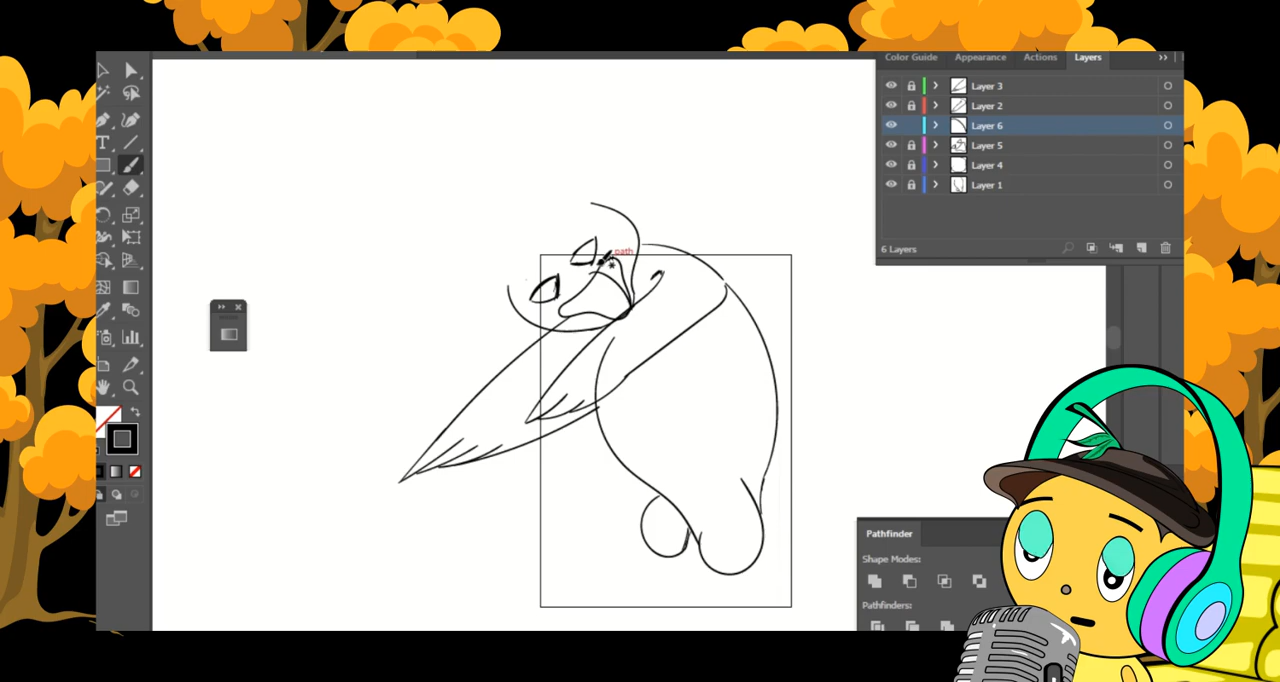 Color Guide Appearance Actions Layers
Layer 3
Layer 2
Layer 6
Layer 5
Layer 4
Layer 1
6 Layers
path
Pathfinder
Shape Modes:
Pathfinders: